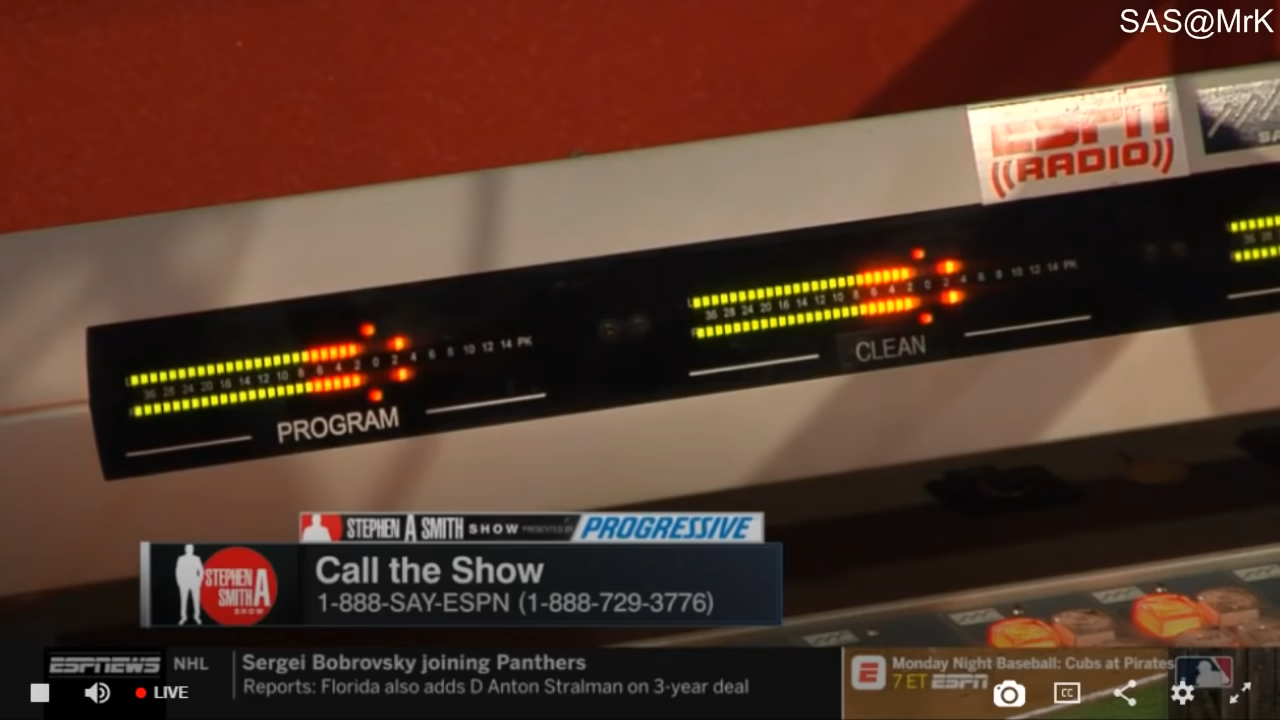 SAS@MrK
ESPN
((RADIO))
36 28 24 20 16 14 12 10 8 6 4 2 0 2 4 6 8 10 12 14 PK
CLEAN
36 28 24 20 16 14 12 10 8 6 4 2 0 2 4 6 8 10 12 14 PK
PROGRAM
STEPHEN A SMITH SHOW PRESENTED BY PROGRESSIVE
STEPHEN A SMITH SHOW
Call the Show
1-888-SAY-ESPN (1-888-729-3776)
ESPNEWS
NHL
Sergei Bobrovsky joining Panthers
Reports: Florida also adds D Anton Stralman on 3-year deal
E
Monday Night Baseball: Cubs at Pirates
7 ET ESPN
LIVE
CC